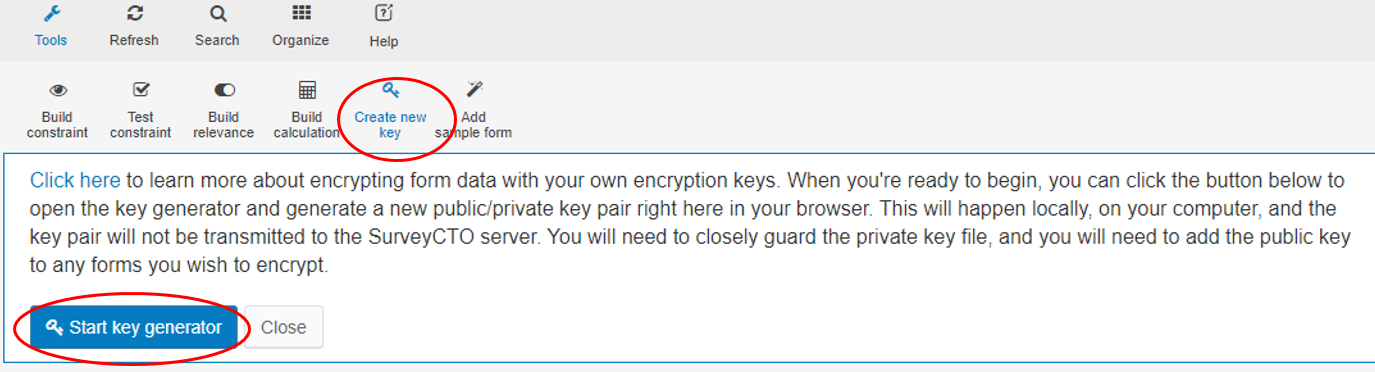 Tools Refresh Search Organize Help
Build constraint Test constraint Build relevance Build calculation Create new key Add sample form
Click here to learn more about encrypting form data with your own encryption keys. When you're ready to begin, you can click the button below to
open the key generator and generate a new public/private key pair right here in your browser. This will happen locally, on your computer, and the
key pair will not be transmitted to the SurveyCTO server. You will need to closely guard the private key file, and you will need to add the public key
to any forms you wish to encrypt.
Start key generator Close